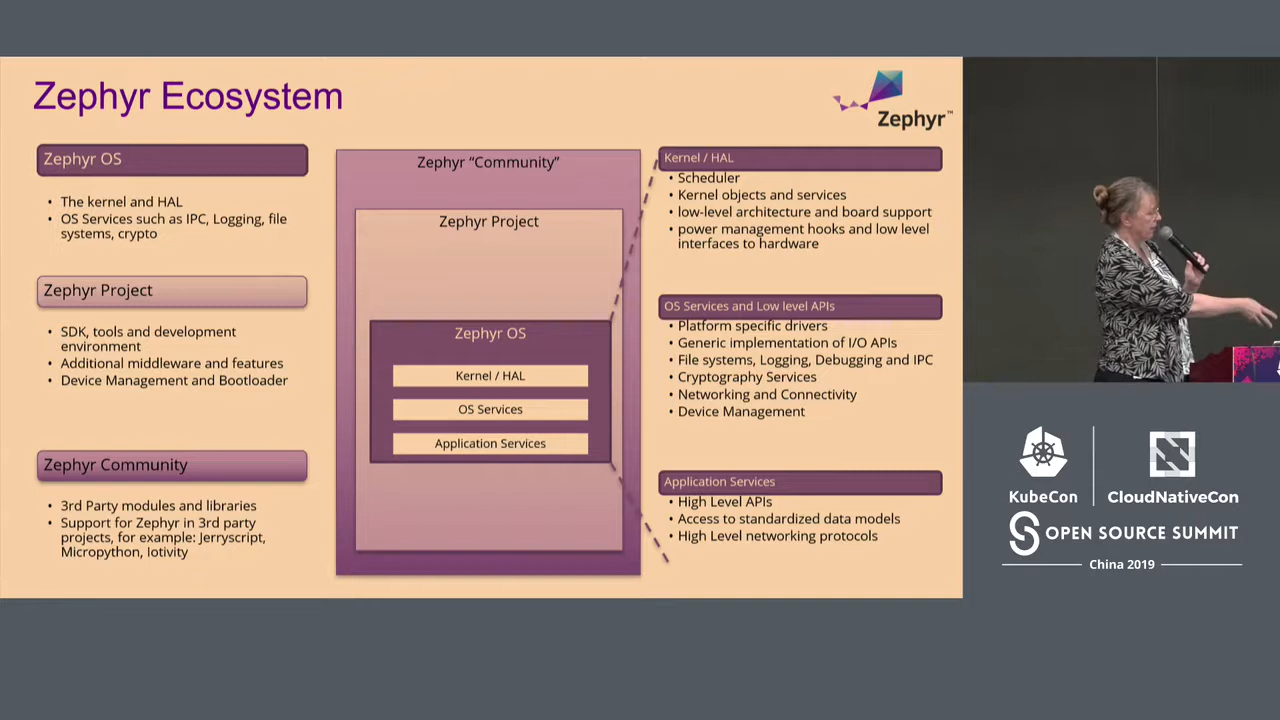 Zephyr Ecosystem
Zephyr™
Zephyr OS
• The kernel and HAL
• OS Services such as IPC, Logging, file
systems, crypto
Zephyr Project
• SDK, tools and development
environment
• Additional middleware and features
• Device Management and Bootloader
Zephyr Community
• 3rd Party modules and libraries
• Support for Zephyr in 3rd party
projects, for example: Jerryscript,
Micropython, Iotivity
Zephyr “Community”
Zephyr Project
Zephyr OS
Kernel / HAL
OS Services
Application Services
Kernel / HAL
• Scheduler
• Kernel objects and services
• low-level architecture and board support
• power management hooks and low level
interfaces to hardware
OS Services and Low level APIs
• Platform specific drivers
• Generic implementation of I/O APIs
• File systems, Logging, Debugging and IPC
• Cryptography Services
• Networking and Connectivity
• Device Management
Application Services
• High Level APIs
• Access to standardized data models
• High Level networking protocols
KubeCon
CloudNativeCon
OPEN SOURCE SUMMIT
China 2019